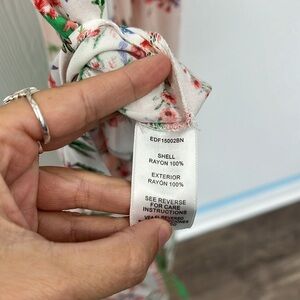 EDF15002BN
SHELL
RAYON 100%
EXTERIOR
RAYON 100%
SEE REVERSE
FOR CARE
INSTRUCTIONS